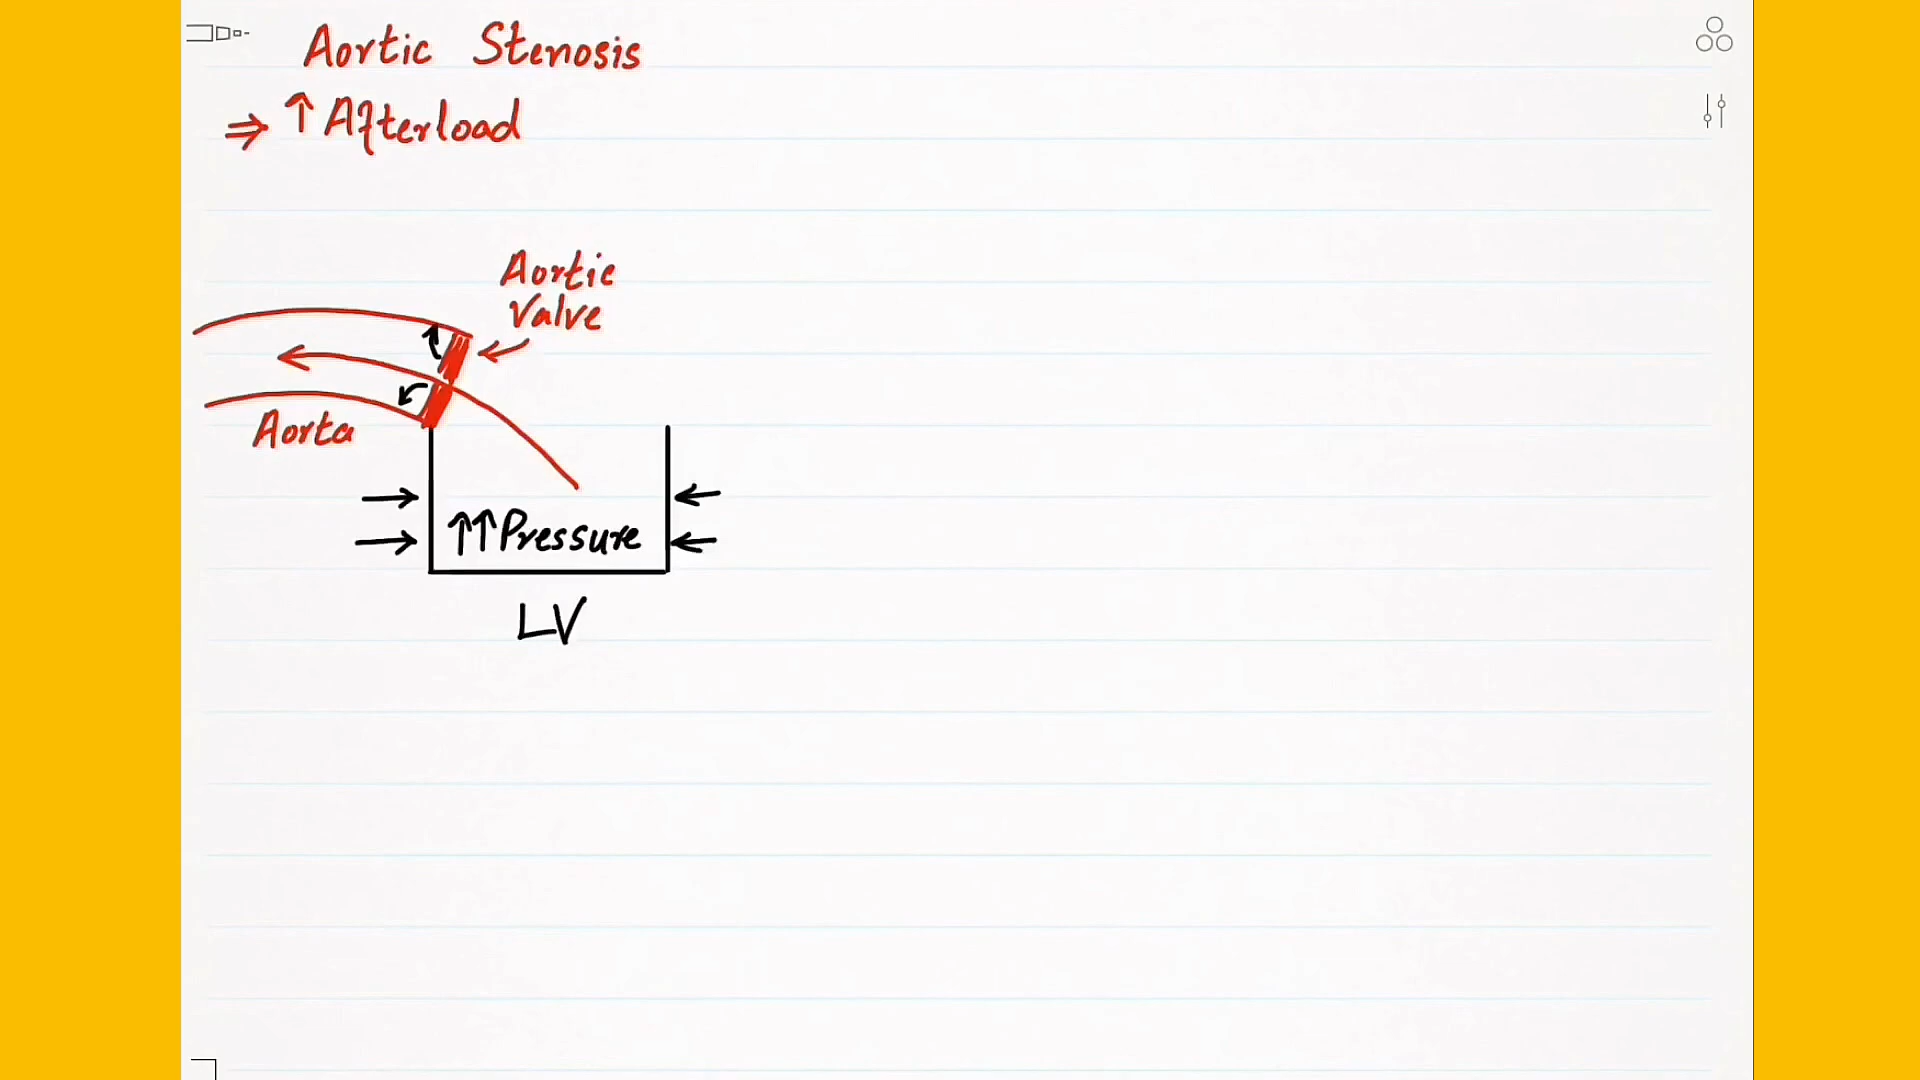 Aortic Stenosis
⇒ ↑ Afterload
Aortic
Valve
Aorta
↑↑ Pressure
LV